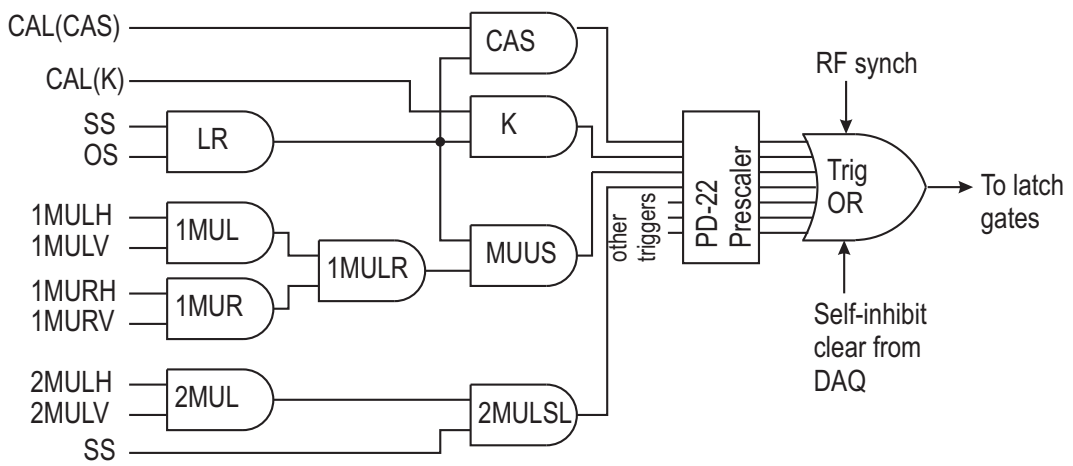 CAL(CAS)
CAS
CAL(K)
K
SS
OS
LR
RF synch
PD-22
Prescaler
Trig
OR
To latch
gates
other
triggers
1MULH
1MULV
1MUL
1MULR
MUUS
1MURH
1MURV
1MUR
Self-inhibit
clear from
DAQ
2MULH
2MULV
2MUL
2MULSL
SS